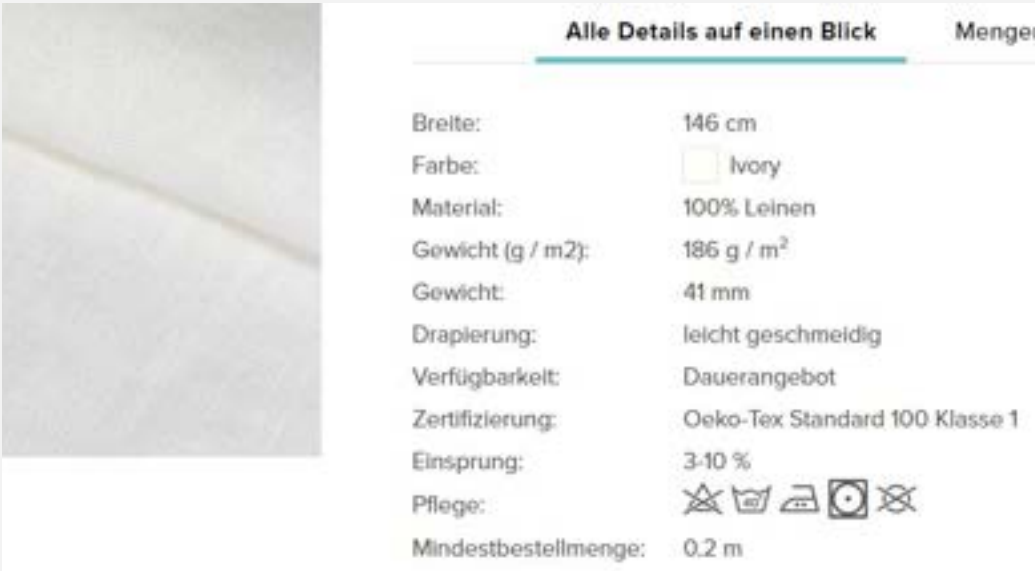 Alle Details auf einen Blick
Breite: 146 cm
Farbe: Ivory
Material: 100% Leinen
Gewicht (g / m2): 186 g / m²
Gewicht: 41 mm
Drapierung: leicht geschmeidig
Verfügbarkeit: Dauerangebot
Zertifizierung: Oeko-Tex Standard 100 Klasse 1
Einsprung: 3-10 %
Pflege: 40
Mindestbestellmenge: 0.2 m